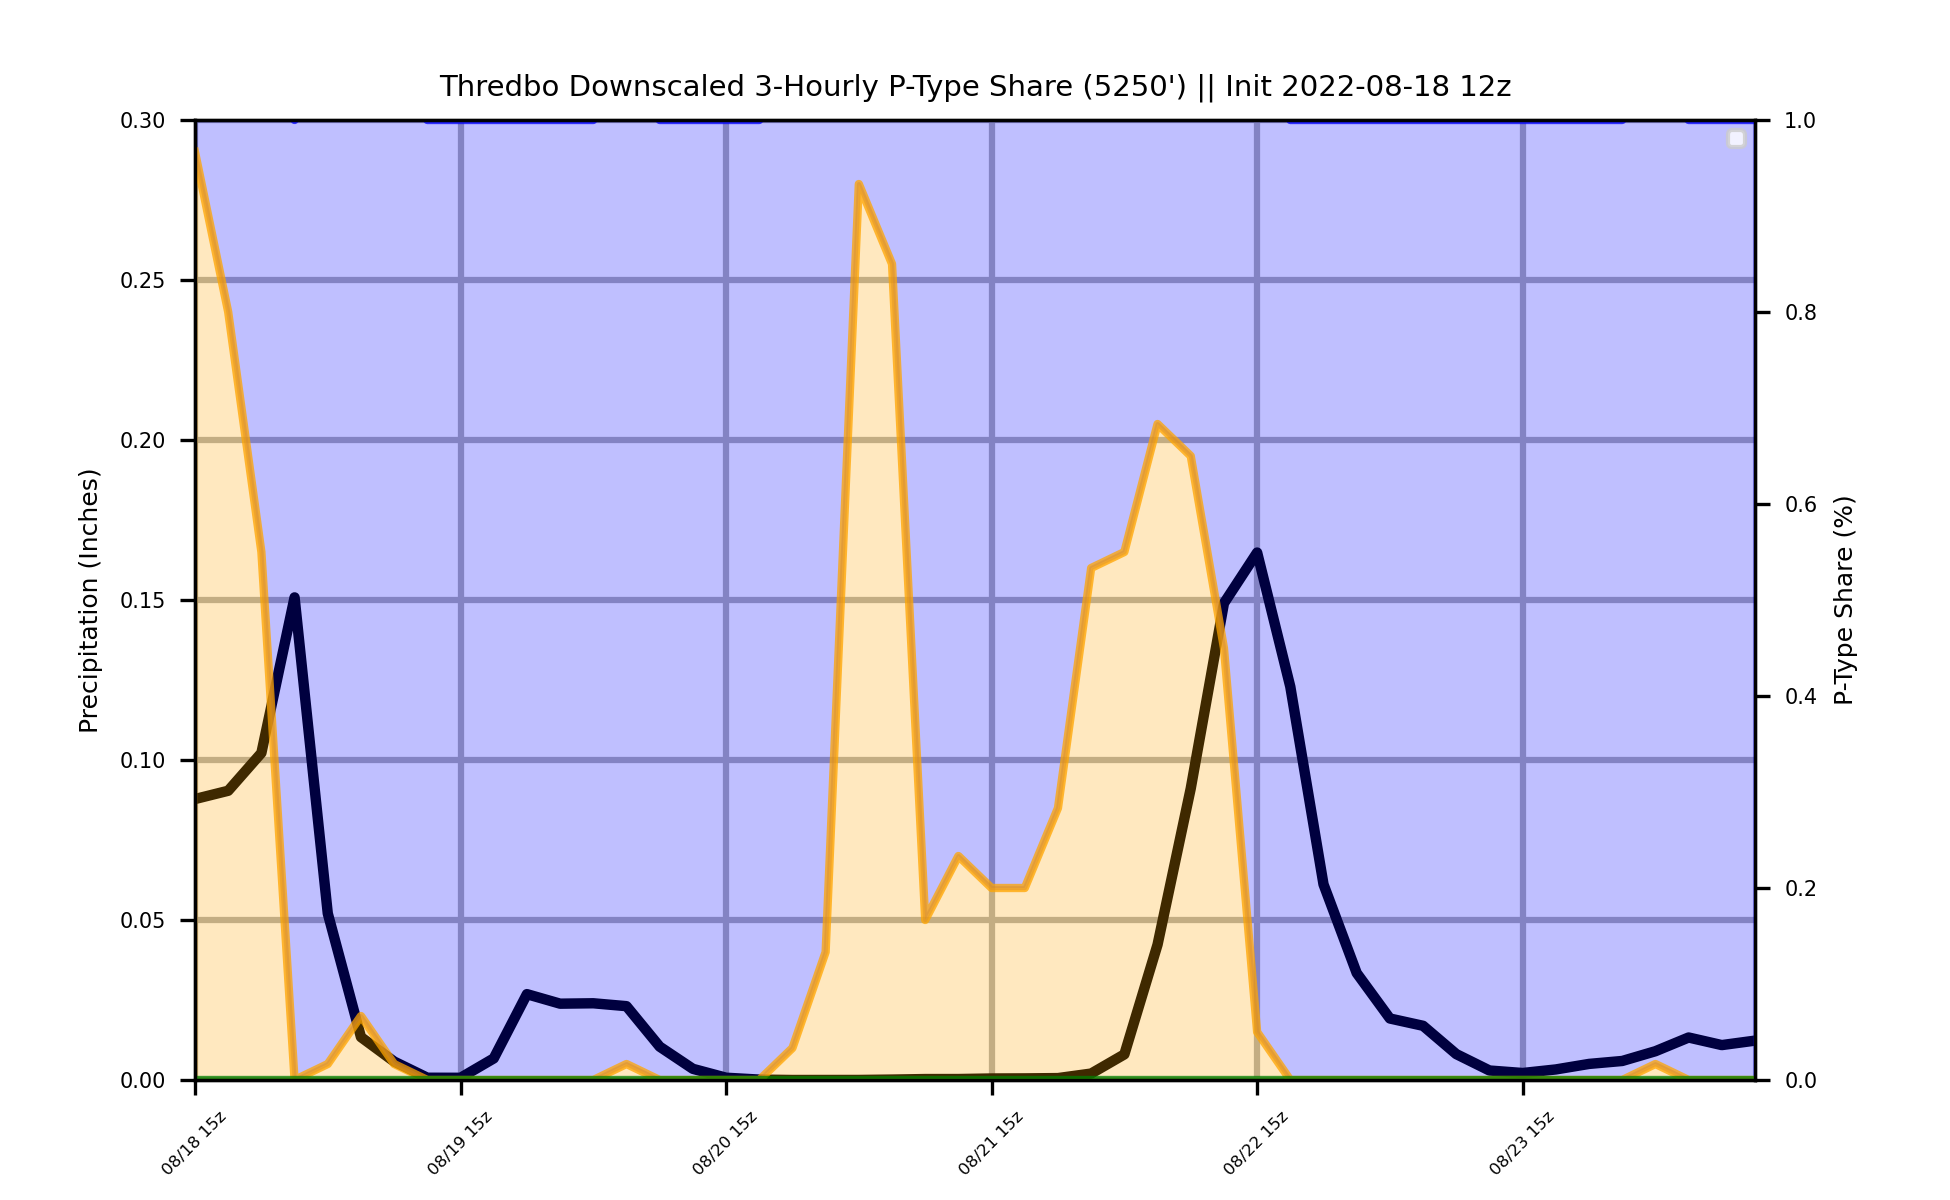 Thredbo Downscaled 3-Hourly P-Type Share (5250') || Init 2022-08-18 12z
0.30
0.25
0.20
0.15
0.10
0.05
0.00
Precipitation (Inches)
1.0
0.8
0.6
0.4
0.2
0.0
P-Type Share (%)
08/18 15z
08/19 15z
08/20 15z
08/21 15z
08/22 15z
08/23 15z